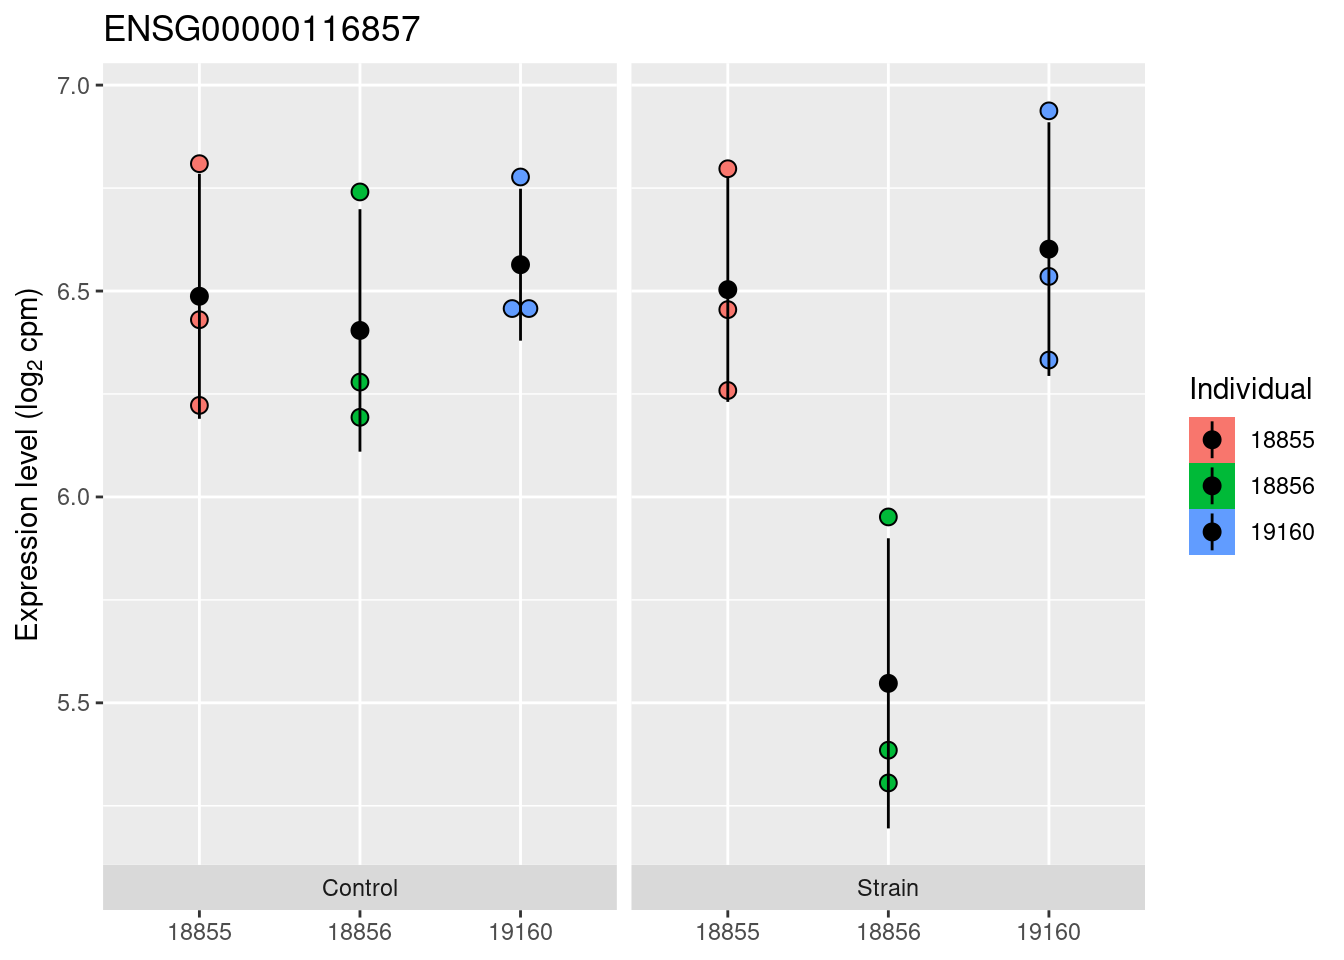 ENSG00000116857
Expression level (log₂ cpm)
7.0
6.5
6.0
5.5
Control
Strain
18855
18856
19160
18855
18856
19160
Individual
18855
18856
19160